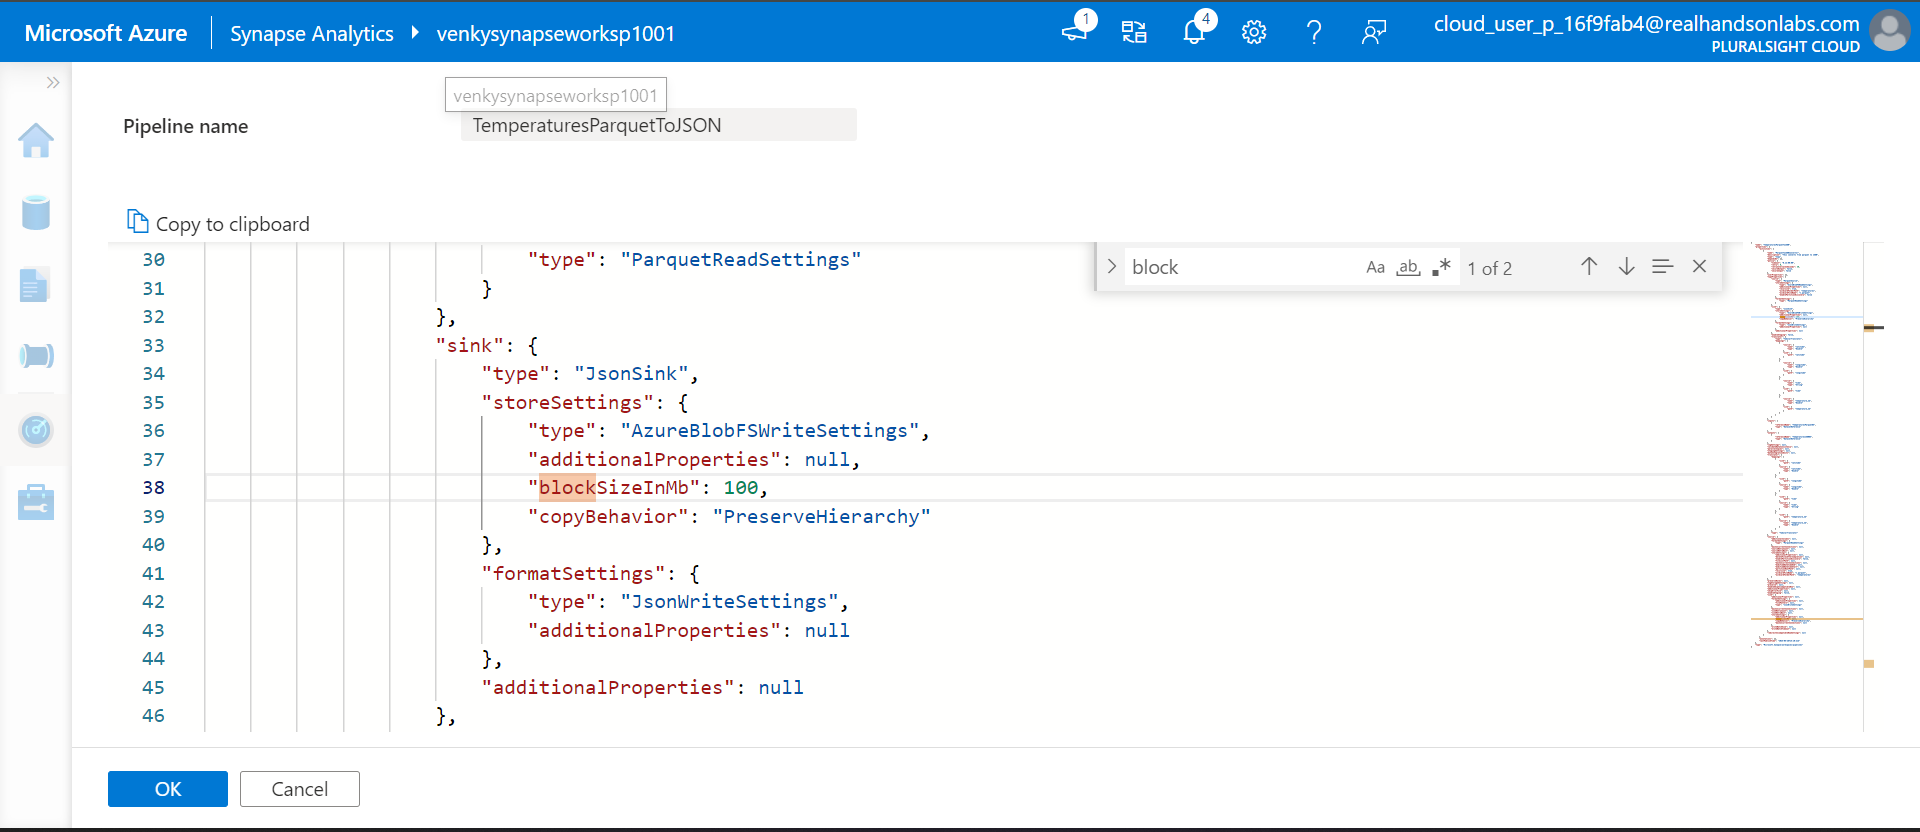 Microsoft Azure
Synapse Analytics
venkysynapseworksp1001
1
4
cloud_user_p_16f9fab4@realhandsonlabs.com
PLURALSIGHT CLOUD
venkysynapseworksp1001
Pipeline name
TemperaturesParquetToJSON
Copy to clipboard
block
Aa
ab
.*
1 of 2
30 "type": "ParquetReadSettings"
31 }
32 },
33 "sink": {
34 "type": "JsonSink",
35 "storeSettings": {
36 "type": "AzureBlobFSWriteSettings",
37 "additionalProperties": null,
38 "blockSizeInMb": 100,
39 "copyBehavior": "PreserveHierarchy"
40 },
41 "formatSettings": {
42 "type": "JsonWriteSettings",
43 "additionalProperties": null
44 },
45 "additionalProperties": null
46 },
OK
Cancel